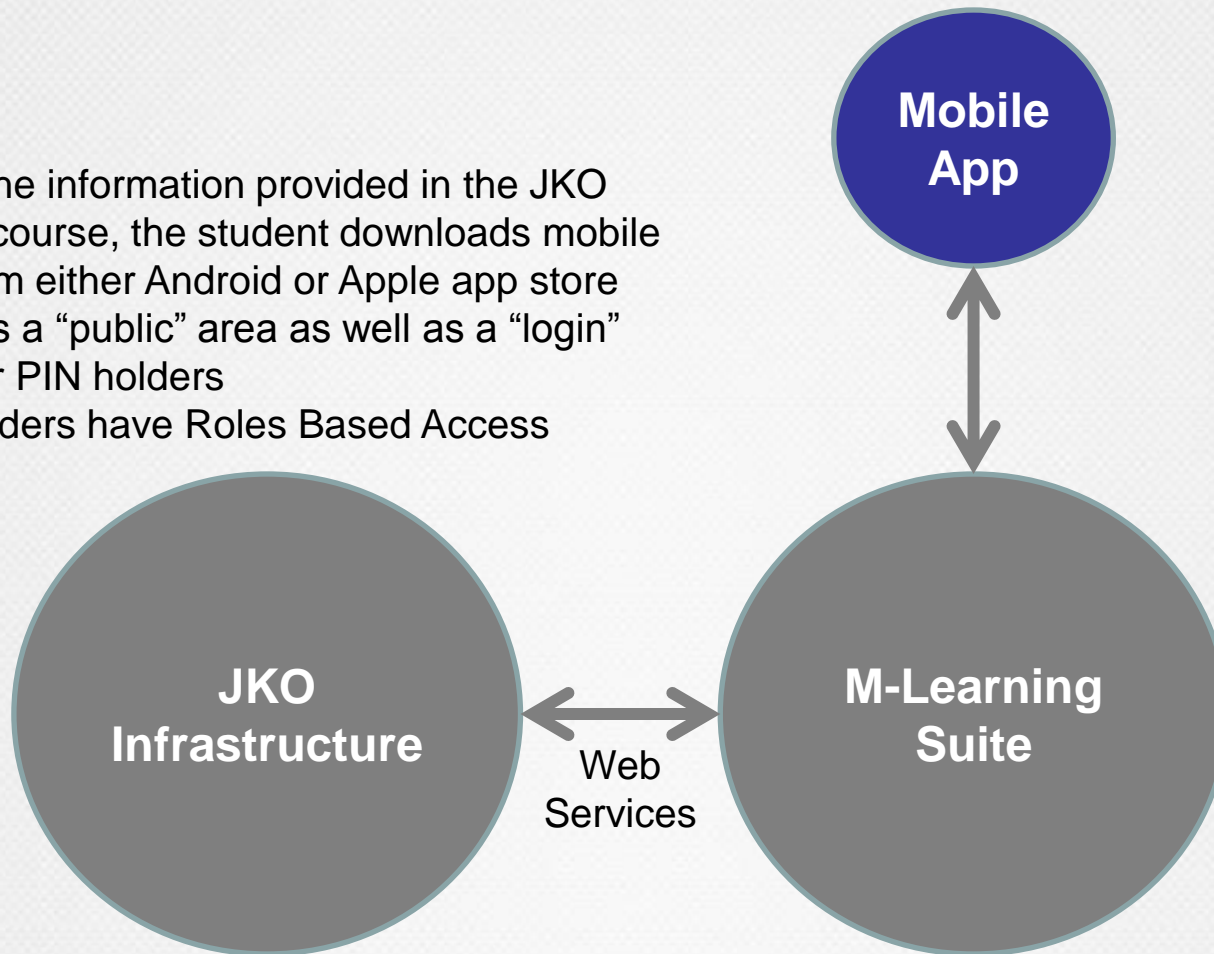 Mobile
App
he information provided in the JKO
course, the student downloads mobile
m either Android or Apple app store
s a “public” area as well as a “login”
r PIN holders
ders have Roles Based Access
JKO
Infrastructure
Web
Services
M-Learning
Suite